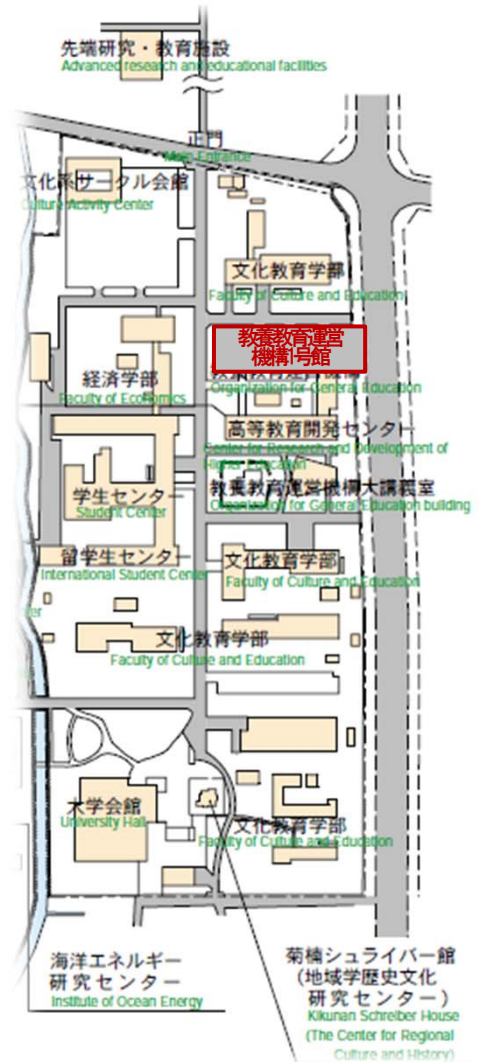 先端研究・教育施設
Advanced research and educational facilities
正門
Main Entrance
文化系サークル会館
Culture Activity Center
文化教育学部
Faculty of Culture and Education
教養教育運営
機構1号館
Organization for General Education
経済学部
Faculty of Economics
高等教育開発センター
Center for Research and Development of
Higher Education
学生センター
Student Center
教養教育運営機構大講義室
Organization for General Education building
留学生センター
International Student Center
文化教育学部
Faculty of Culture and Education
文化教育学部
Faculty of Culture and Education
大学会館
University Hall
文化教育学部
Faculty of Culture and Education
海洋エネルギー
研究センター
Institute of Ocean Energy
菊楠シュライバー館
(地域学歴史文化
研究センター)
Kikunan Schreiber House
(The Center for Regional
Culture and History)